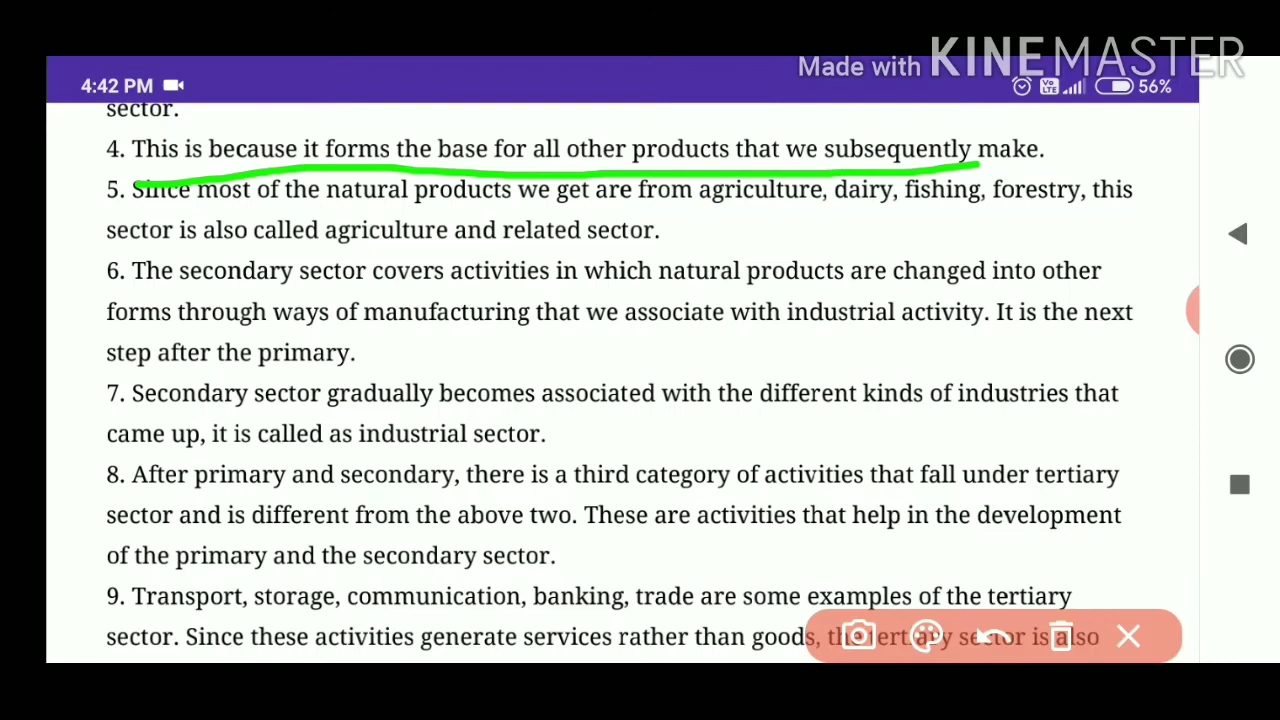 Made with KINEMASTER
4:42 PM
Vo
LTE
56%
sector.
4. This is because it forms the base for all other products that we subsequently make.
5. Since most of the natural products we get are from agriculture, dairy, fishing, forestry, this
sector is also called agriculture and related sector.
6. The secondary sector covers activities in which natural products are changed into other
forms through ways of manufacturing that we associate with industrial activity. It is the next
step after the primary.
7. Secondary sector gradually becomes associated with the different kinds of industries that
came up, it is called as industrial sector.
8. After primary and secondary, there is a third category of activities that fall under tertiary
sector and is different from the above two. These are activities that help in the development
of the primary and the secondary sector.
9. Transport, storage, communication, banking, trade are some examples of the tertiary
sector. Since these activities generate services rather than goods, the tertiary sector is also